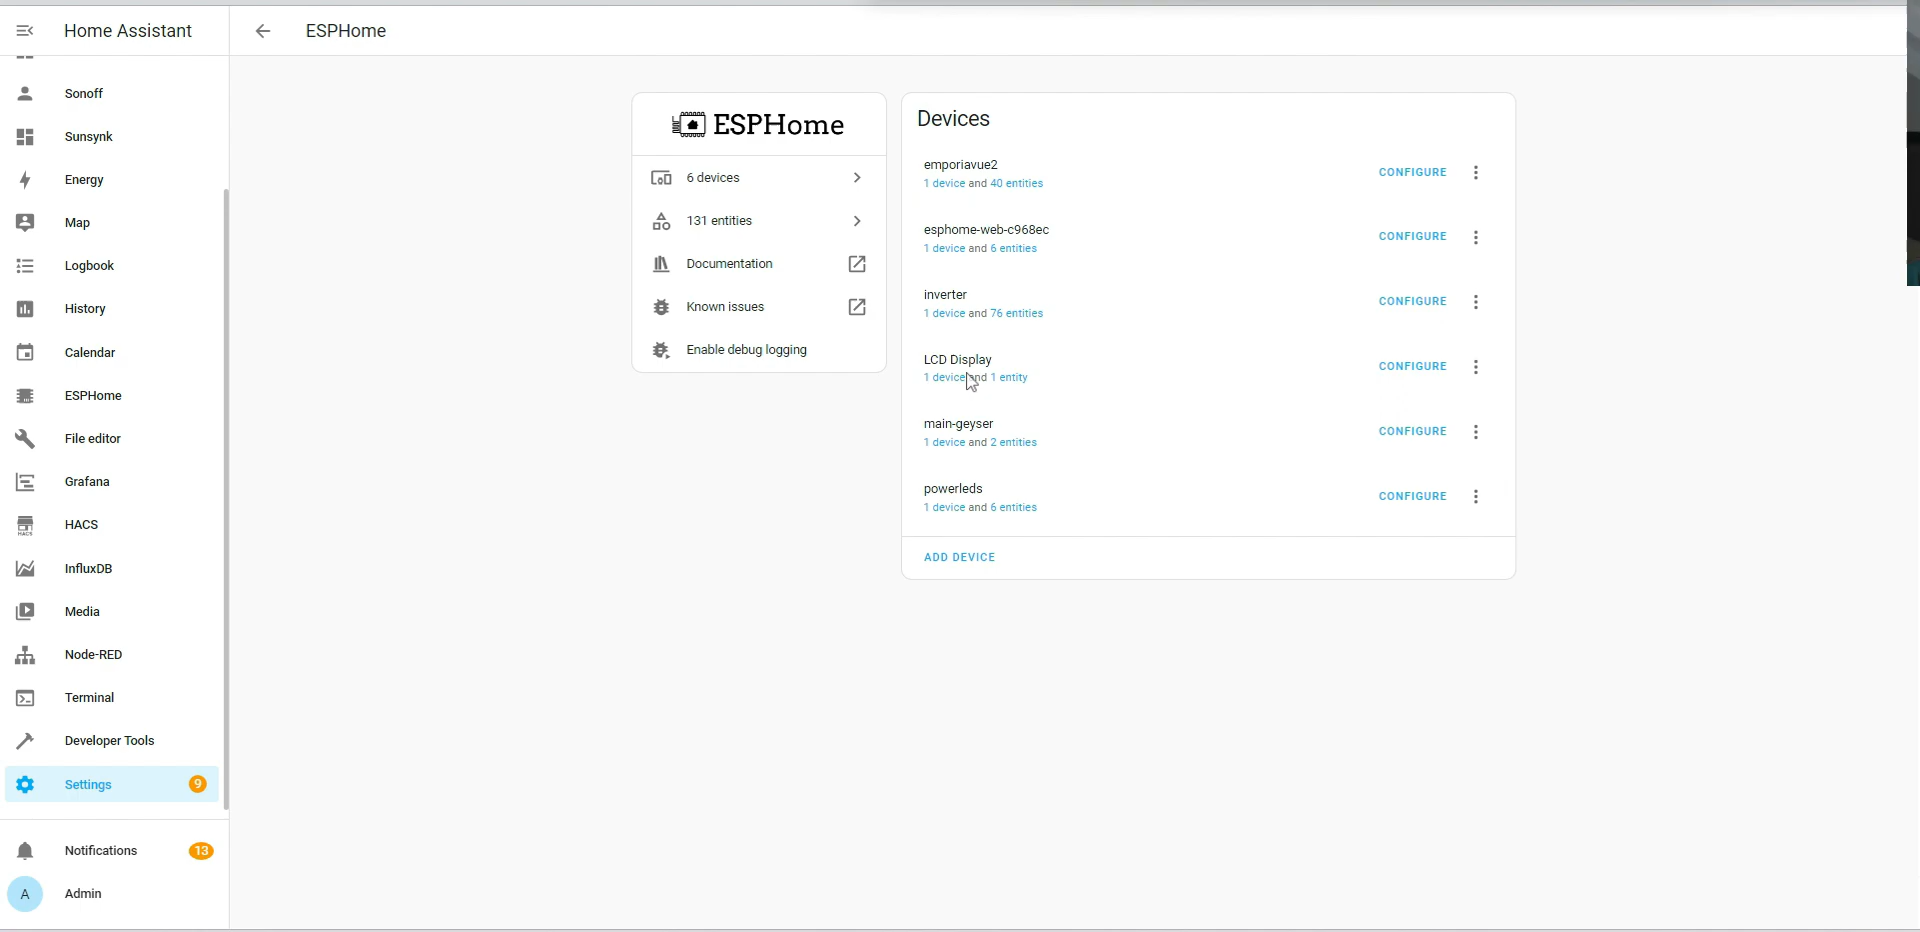 Home Assistant
ESPHome
Sonoff
Sunsynk
Energy
Map
Logbook
History
Calendar
ESPHome
File editor
Grafana
HACS
HACS
InfluxDB
Media
Node-RED
Terminal
Developer Tools
Settings 9
Notifications 13
A Admin
ESPHome
6 devices
131 entities
Documentation
Known issues
Enable debug logging
Devices
emporiavue2
1 device and 40 entities
CONFIGURE
esphome-web-c968ec
1 device and 6 entities
CONFIGURE
inverter
1 device and 76 entities
CONFIGURE
LCD Display
1 device and 1 entity
CONFIGURE
main-geyser
1 device and 2 entities
CONFIGURE
powerleds
1 device and 6 entities
CONFIGURE
ADD DEVICE